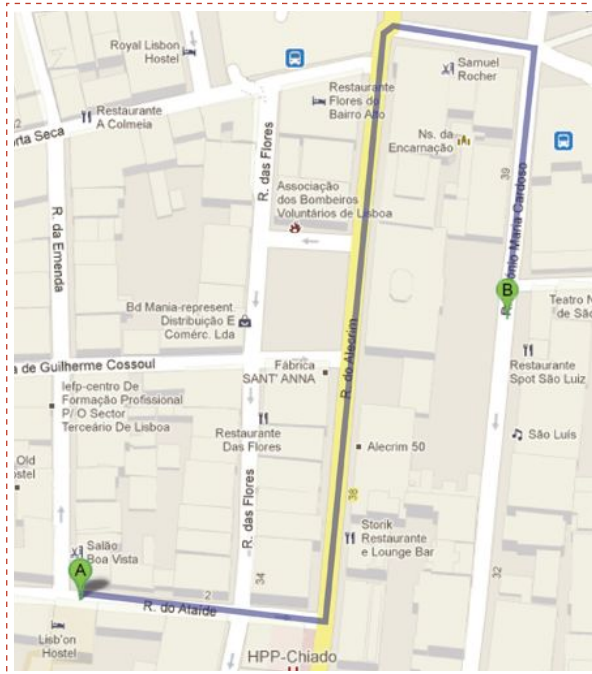 Royal Lisbon
Hostel
Samuel
Rocher
Restaurante
A Colmeia
Restaurante
Flores do
Bairro Alto
orta Seca
Ns. da
Encarnação
R. das Flores
39
R. da Emenda
Associação
dos Bombeiros
Voluntários de Lisboa
ónio Maria Cardoso
B
Bd Mania-represent.
Distribuição E
Comérc. Lda
Teatro N
de São
R. do Alecrim
a de Guilherme Cossoul
Fábrica
SANT' ANNA
Restaurante
Spot São Luiz
Iefp-centro De
Formação Profissional
P/ O Sector
Terceário De Lisboa
Restaurante
Das Flores
Alecrim 50
São Luís
Old
ostel
R. das Flores
38
Storik
Restaurante
e Lounge Bar
Salão
Boa Vista
A
34
32
2
R. do Ataíde
Lisb'on
Hostel
HPP-Chiado